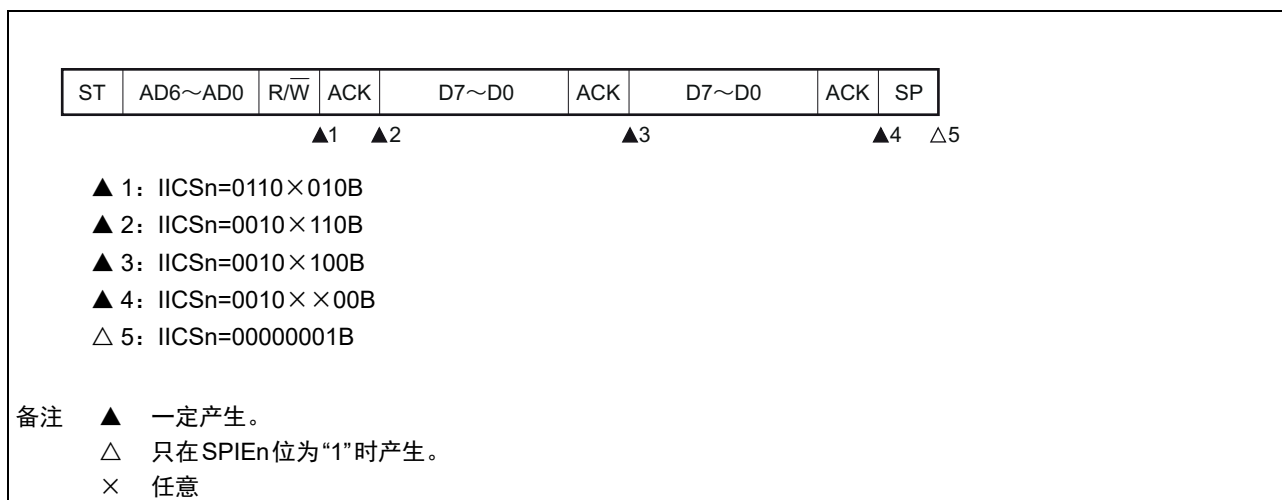 ST AD6～AD0 R/W̅ ACK D7～D0 ACK D7～D0 ACK SP
▲1 ▲2 ▲3 ▲4 △5
▲ 1：IICSn=0110×010B
▲ 2：IICSn=0010×110B
▲ 3：IICSn=0010×100B
▲ 4：IICSn=0010××00B
△ 5：IICSn=00000001B
备注 ▲ 一定产生。
△ 只在SPIEn位为“1”时产生。
× 任意